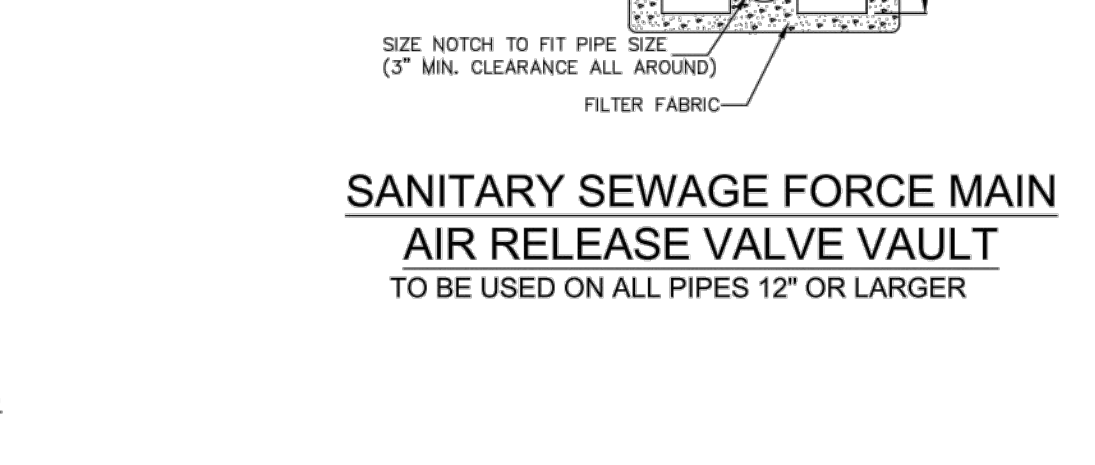 SIZE NOTCH TO FIT PIPE SIZE
(3" MIN. CLEARANCE ALL AROUND)
FILTER FABRIC
SANITARY SEWAGE FORCE MAIN
AIR RELEASE VALVE VAULT
TO BE USED ON ALL PIPES 12" OR LARGER